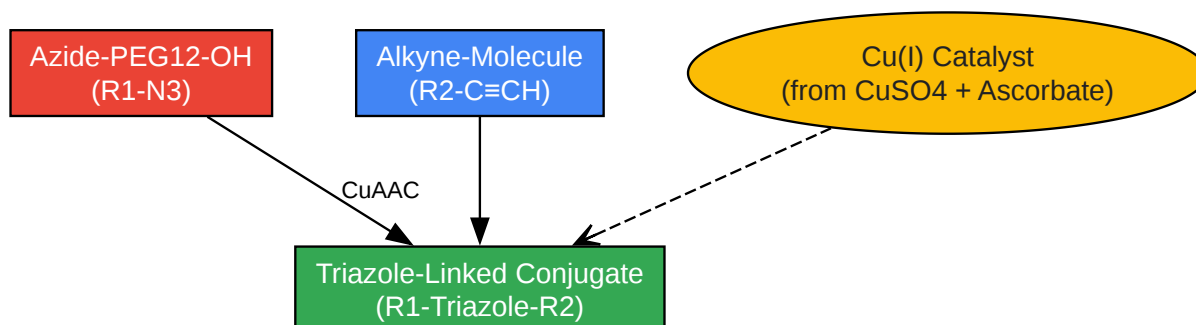 Azide-PEG12-OH
(R1-N3)
Alkyne-Molecule
(R2-C≡CH)
Cu(I) Catalyst
(from CuSO4 + Ascorbate)
CuAAC
Triazole-Linked Conjugate
(R1-Triazole-R2)